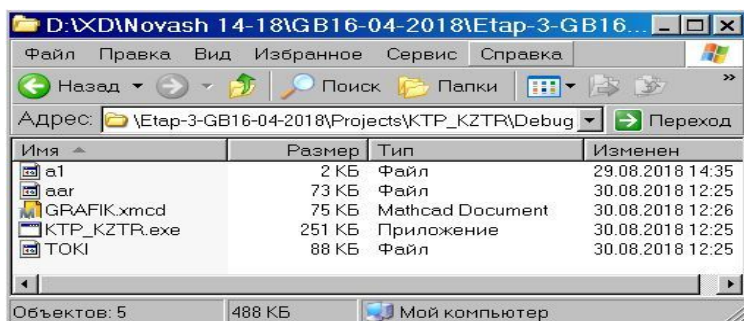 D:\XD\Novash 14-18\GB16-04-2018\Etap-3-GB16...
Файл Правка Вид Избранное Сервис Справка
Назад Поиск Папки »
Адрес: \Etap-3-GB16-04-2018\Projects\KTP_KZTR\Debug Переход
Имя Размер Тип Изменен
a1 2 КБ Файл 29.08.2018 14:35
aar 73 КБ Файл 30.08.2018 12:25
GRAFIK.xmcd 75 КБ Mathcad Document 30.08.2018 12:26
KTP_KZTR.exe 251 КБ Приложение 30.08.2018 12:25
TOKI 88 КБ Файл 30.08.2018 12:25
Объектов: 5 488 КБ Мой компьютер